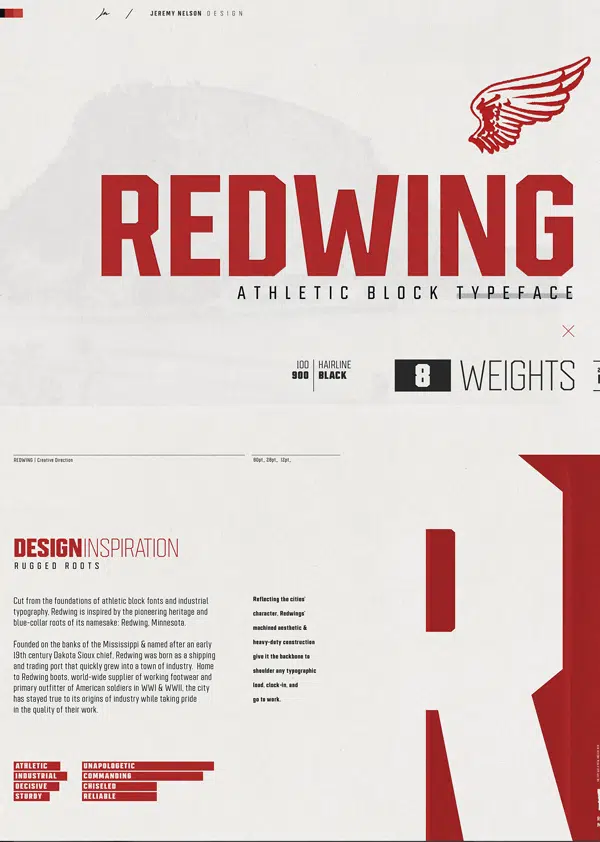 JEREMY NELSON DESIGN
REDWING
ATHLETIC BLOCK TYPEFACE
100 HAIRLINE
900 BLACK
8 WEIGHTS
REDWING / Creative Direction
80pt_ 28pt_ 12pt_
DESIGNINSPIRATION
RUGGED ROOTS
Cut from the foundations of athletic block fonts and industrial
typography, Redwing is inspired by the pioneering heritage and
blue-collar roots of its namesake: Redwing, Minnesota.
Founded on the banks of the Mississippi & named after an early
19th century Dakota Sioux chief, Redwing was born as a shipping
and trading port that quickly grew into a town of industry. Home
to Redwing boots, world-wide supplier of working footwear and
primary outfitter of American soldiers in WWI & WWII, the city
has stayed true to its origins of industry while taking pride
in the quality of their work.
Reflecting the cities'
character, Redwings'
machined aesthetic &
heavy-duty construction
give it the backbone to
shoulder any typographic
load, clock-in, and
go to work.
R
ATHLETIC
INDUSTRIAL
DECISIVE
STURDY
UNAPOLOGETIC
COMMANDING
CHISELED
RELIABLE